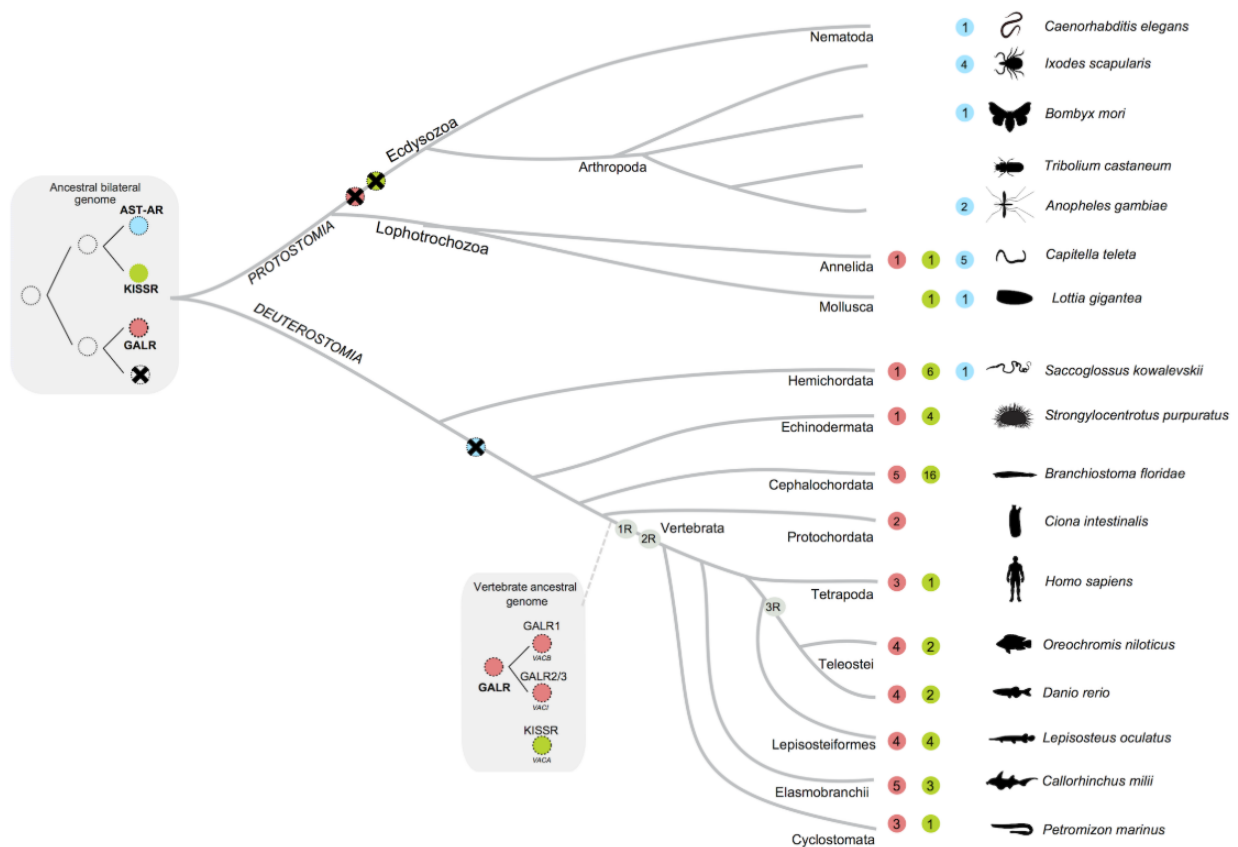 Nematoda
1
Caenorhabditis elegans
4
Ixodes scapularis
Ecdysozoa
1
Bombyx mori
Arthropoda
Tribolium castaneum
2
Anopheles gambiae
Ancestral bilateral
genome
AST-AR
KISSR
GALR
PROTOSTOMIA
Lophotrochozoa
Annelida
1
1
5
Capitella teleta
Mollusca
1
1
Lottia gigantea
DEUTEROSTOMIA
Hemichordata
1
6
1
Saccoglossus kowalevskii
Echinodermata
1
4
Strongylocentrotus purpuratus
Cephalochordata
5
16
Branchiostoma floridae
1R
2R
Vertebrata
Protochordata
2
Ciona intestinalis
Tetrapoda
3
1
Homo sapiens
3R
Vertebrate ancestral
genome
GALR1
VACB
GALR
GALR2/3
VACI
KISSR
VACA
Teleostei
4
2
Oreochromis niloticus
4
2
Danio rerio
Lepisosteiformes
4
4
Lepisosteus oculatus
Elasmobranchii
5
3
Callorhinchus milii
Cyclostomata
3
1
Petromizon marinus